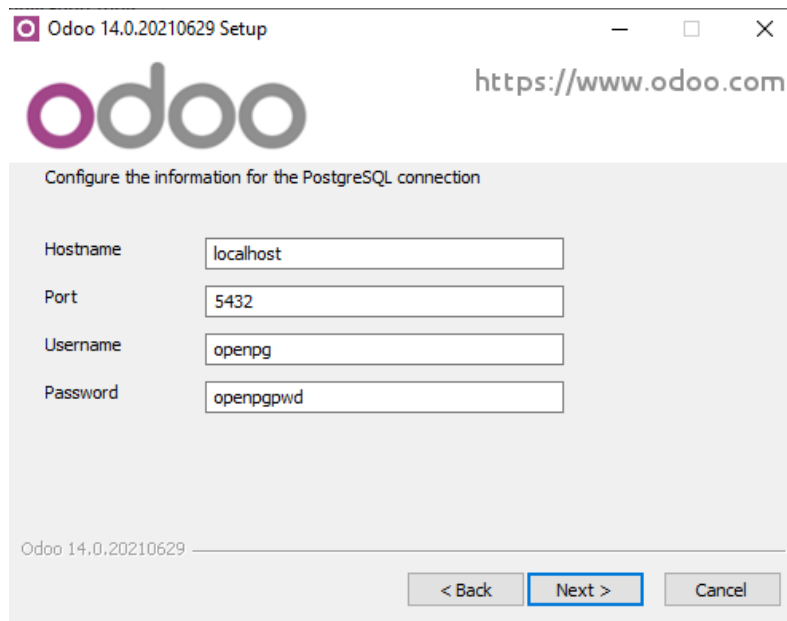 Odoo 14.0.20210629 Setup
odoo
https://www.odoo.com
Configure the information for the PostgreSQL connection
Hostname
localhost
Port
5432
Username
openpg
Password
openpgpwd
Odoo 14.0.20210629
< Back
Next >
Cancel